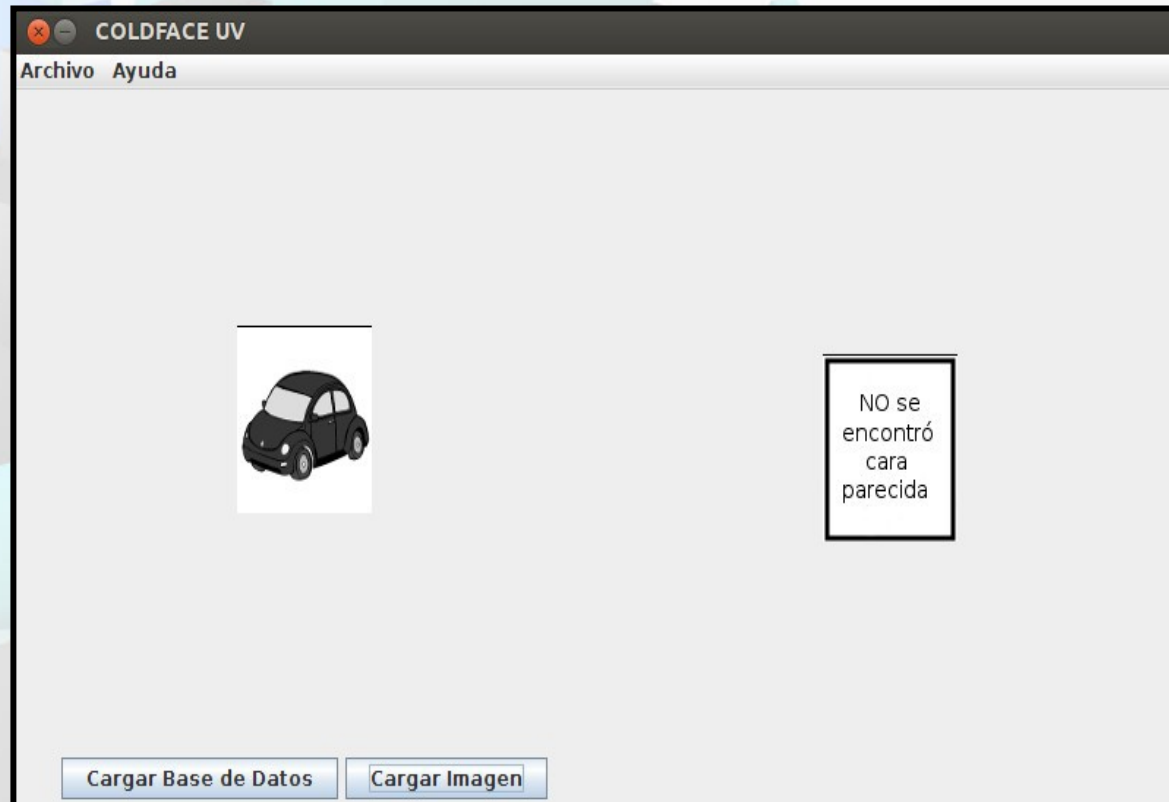 COLDFACE UV
Archivo Ayuda
NO se
encontró
cara
parecida
Cargar Base de Datos Cargar Imagen